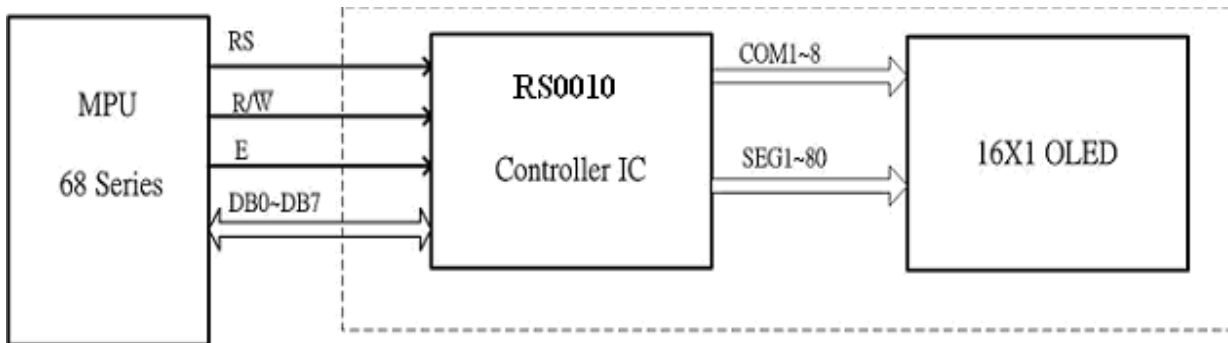 MPU
68 Series
RS
R/W̅
E
DB0~DB7
RS0010
Controller IC
COM1~8
SEG1~80
16X1 OLED